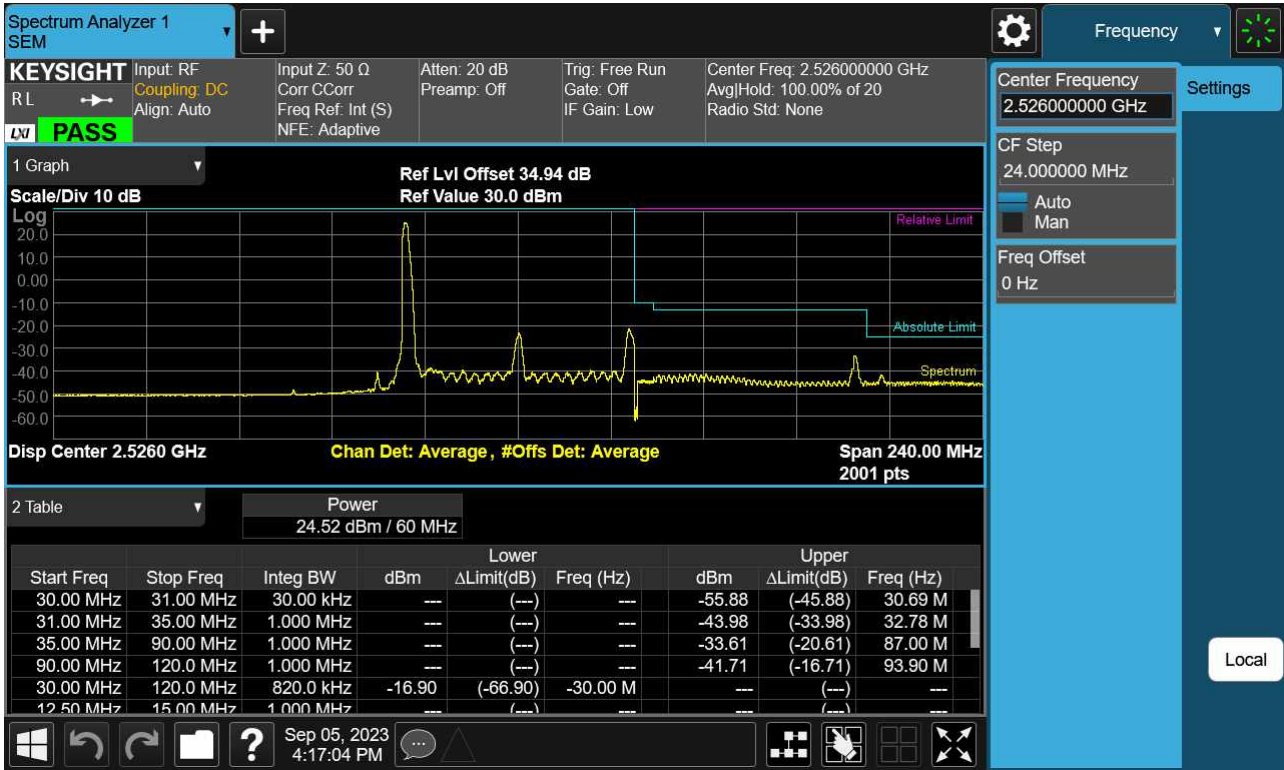 Spectrum Analyzer 1
SEM
+
Frequency
KEYSIGHT
R L
LXI PASS
Input: RF
Coupling: DC
Align: Auto
Input Z: 50 Ω
Corr CCorr
Freq Ref: Int (S)
NFE: Adaptive
Atten: 20 dB
Preamp: Off
Trig: Free Run
Gate: Off
IF Gain: Low
Center Freq: 2.526000000 GHz
Avg|Hold: 100.00% of 20
Radio Std: None
Center Frequency
2.526000000 GHz
Settings
CF Step
24.000000 MHz
Auto
Man
Freq Offset
0 Hz
Local
1 Graph
Ref Lvl Offset 34.94 dB
Scale/Div 10 dB Ref Value 30.0 dBm
Log
20.0
10.0
0.00
-10.0
-20.0
-30.0
-40.0
-50.0
-60.0
Relative Limit
Absolute Limit
Spectrum
Disp Center 2.5260 GHz Chan Det: Average , #Offs Det: Average Span 240.00 MHz
2001 pts
2 Table
Power
24.52 dBm / 60 MHz
Lower Upper
Start Freq Stop Freq Integ BW dBm ΔLimit(dB) Freq (Hz) dBm ΔLimit(dB) Freq (Hz)
30.00 MHz 31.00 MHz 30.00 kHz --- (---) --- -55.88 (-45.88) 30.69 M
31.00 MHz 35.00 MHz 1.000 MHz --- (---) --- -43.98 (-33.98) 32.78 M
35.00 MHz 90.00 MHz 1.000 MHz --- (---) --- -33.61 (-20.61) 87.00 M
90.00 MHz 120.0 MHz 1.000 MHz --- (---) --- -41.71 (-16.71) 93.90 M
30.00 MHz 120.0 MHz 820.0 kHz -16.90 (-66.90) -30.00 M --- (---) ---
12.50 MHz 15.00 MHz 1.000 MHz --- (---) --- --- (---) ---
? Sep 05, 2023
4:17:04 PM